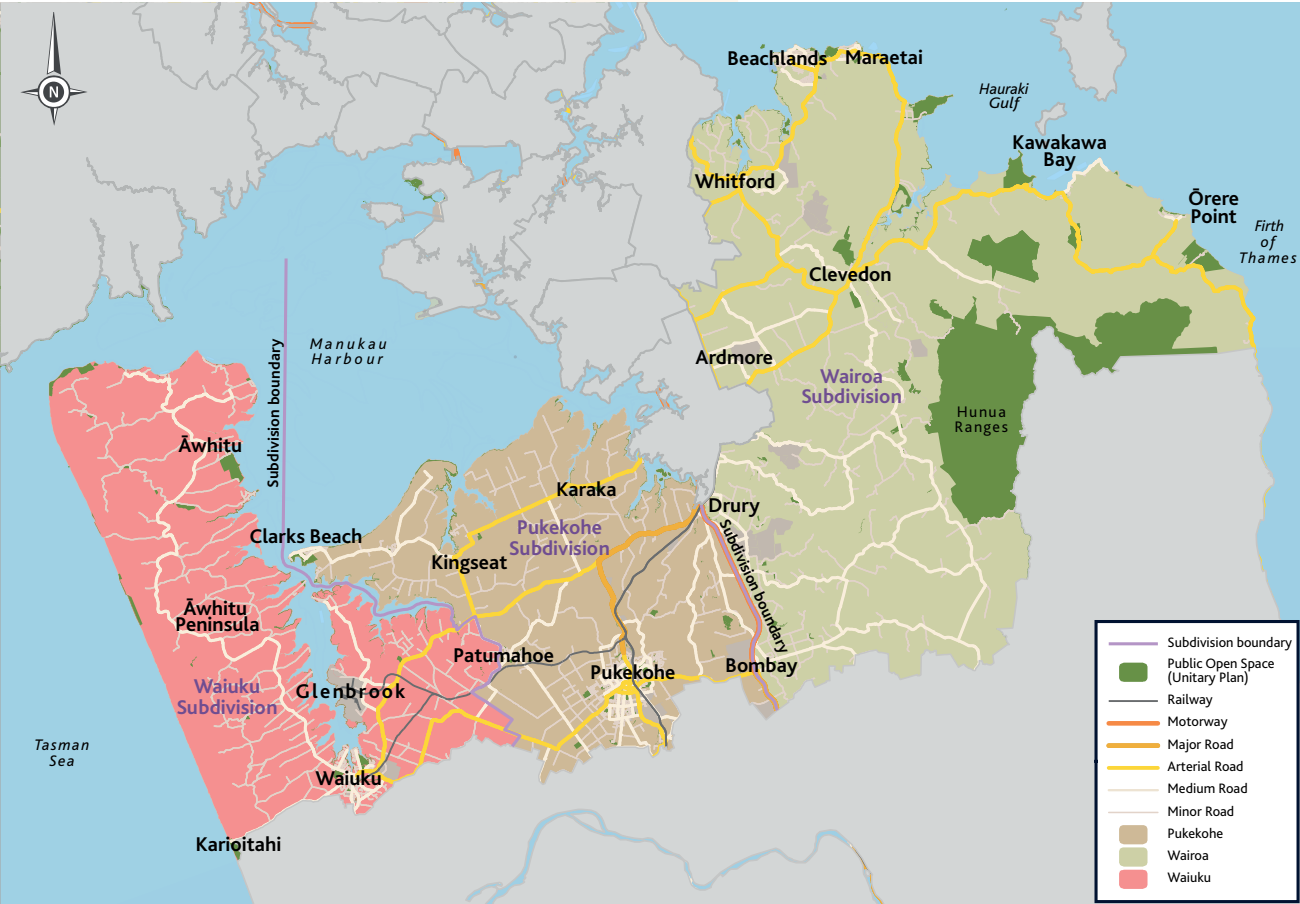 Beachlands
Maraetai
Hauraki
Gulf
Kawakawa
Bay
Ōrere
Point
Firth
of
Thames
N
Whitford
Clevedon
Manukau
Harbour
Subdivision boundary
Ardmore
Wairoa
Subdivision
Hunua
Ranges
Āwhitu
Karaka
Drury
Pukekohe
Subdivision
Clarks Beach
Kingseat
Subdivision boundary
Āwhitu
Peninsula
Patumahoe
Bombay
Pukekohe
Glenbrook
Waiuku
Subdivision
Tasman
Sea
Waiuku
Karioitahi
Subdivision boundary
Public Open Space
(Unitary Plan)
Railway
Motorway
Major Road
Arterial Road
Medium Road
Minor Road
Pukekohe
Wairoa
Waiuku